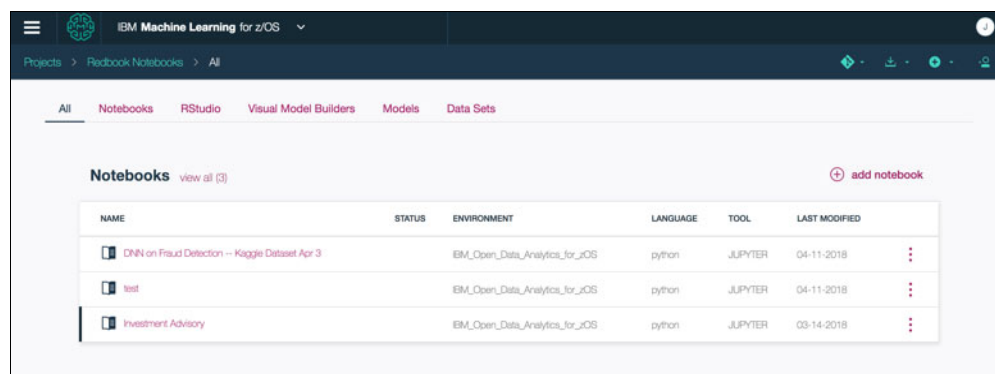 IBM Machine Learning for z/OS
J
Projects > Redbook Notebooks > All
All Notebooks RStudio Visual Model Builders Models Data Sets
Notebooks view all (3) add notebook
NAME STATUS ENVIRONMENT LANGUAGE TOOL LAST MODIFIED
DNN on Fraud Detection -- Kaggle Dataset Apr 3 IBM_Open_Data_Analytics_for_zOS python JUPYTER 04-11-2018
test IBM_Open_Data_Analytics_for_zOS python JUPYTER 04-11-2018
Investment Advisory IBM_Open_Data_Analytics_for_zOS python JUPYTER 03-14-2018